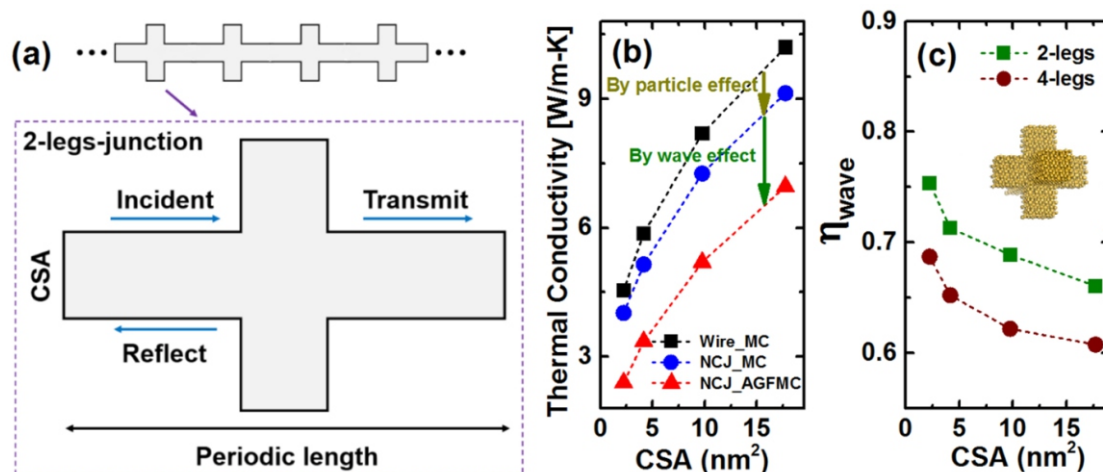 (a)
2-legs-junction
Incident
Transmit
CSA
Reflect
Periodic length
(b)
Thermal Conductivity [W/m-K]
9
6
3
By particle effect
By wave effect
Wire_MC
NCJ_MC
NCJ_AGFMC
0 5 10 15
CSA (nm²)
(c)
2-legs
4-legs
η_wave
0.9
0.8
0.7
0.6
0 5 10 15
CSA (nm²)